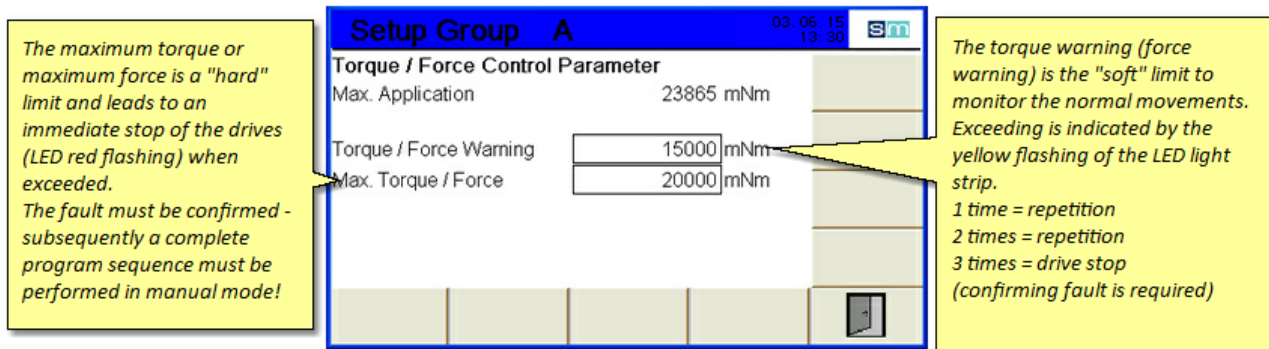 The maximum torque or
maximum force is a "hard"
limit and leads to an
immediate stop of the drives
(LED red flashing) when
exceeded.
The fault must be confirmed -
subsequently a complete
program sequence must be
performed in manual mode!
Setup Group A
03. 06. 15
13: 30
sm
Torque / Force Control Parameter
Max. Application 23865 mNm
Torque / Force Warning 15000 mNm
Max. Torque / Force 20000 mNm
The torque warning (force
warning) is the "soft" limit to
monitor the normal movements.
Exceeding is indicated by the
yellow flashing of the LED light
strip.
1 time = repetition
2 times = repetition
3 times = drive stop
(confirming fault is required)